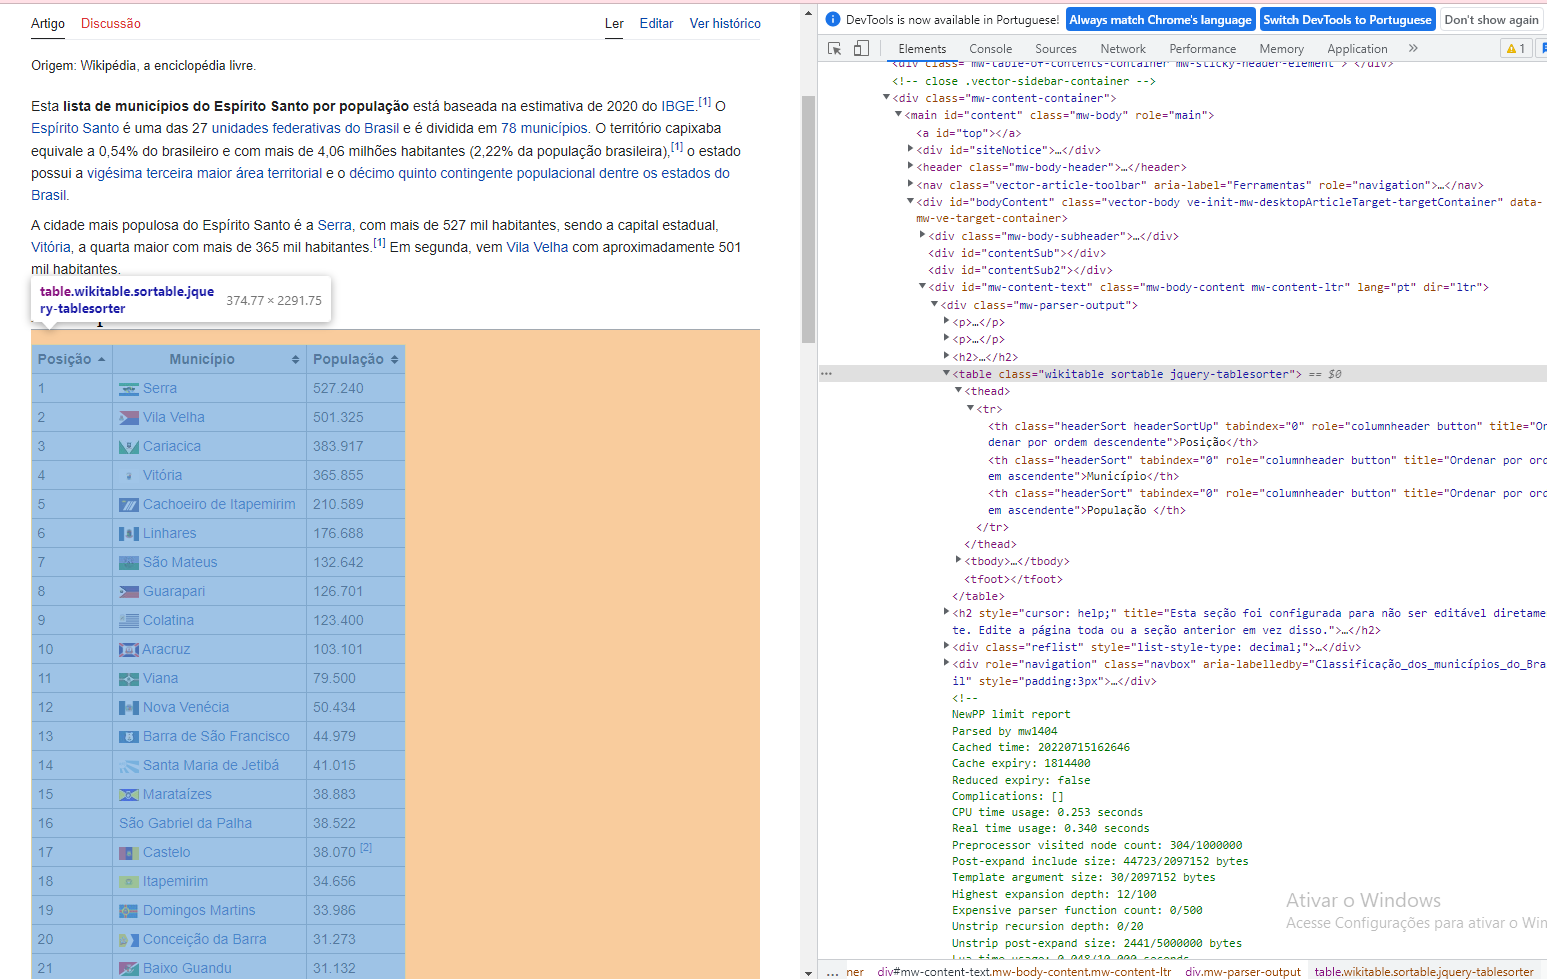 Artigo Discussão Ler Editar Ver histórico
Origem: Wikipédia, a enciclopédia livre.
Esta lista de municípios do Espírito Santo por população está baseada na estimativa de 2020 do IBGE.[1] O
Espírito Santo é uma das 27 unidades federativas do Brasil e é dividida em 78 municípios. O território capixaba
equivale a 0,54% do brasileiro e com mais de 4,06 milhões habitantes (2,22% da população brasileira),[1] o estado
possui a vigésima terceira maior área territorial e o décimo quinto contingente populacional dentre os estados do
Brasil.
A cidade mais populosa do Espírito Santo é a Serra, com mais de 527 mil habitantes, sendo a capital estadual,
Vitória, a quarta maior com mais de 365 mil habitantes.[1] Em segunda, vem Vila Velha com aproximadamente 501
mil habitantes.
table.wikitable.sortable.jque
ry-tablesorter
374.77 × 2291.75
Posição Município População
1 Serra 527.240
2 Vila Velha 501.325
3 Cariacica 383.917
4 Vitória 365.855
5 Cachoeiro de Itapemirim 210.589
6 Linhares 176.688
7 São Mateus 132.642
8 Guarapari 126.701
9 Colatina 123.400
10 Aracruz 103.101
11 Viana 79.500
12 Nova Venécia 50.434
13 Barra de São Francisco 44.979
14 Santa Maria de Jetibá 41.015
15 Marataízes 38.883
16 São Gabriel da Palha 38.522
17 Castelo 38.070 [2]
18 Itapemirim 34.656
19 Domingos Martins 33.986
20 Conceição da Barra 31.273
21 Baixo Guandu 31.132
DevTools is now available in Portuguese! Always match Chrome's language Switch DevTools to Portuguese Don't show again
Elements Console Sources Network Performance Memory Application » 1
<div class="mw-table-of-contents-container mw-sticky-header-element"> </div>
<!-- close .vector-sidebar-container -->
<div class="mw-content-container">
<main id="content" class="mw-body" role="main">
<a id="top"></a>
<div id="siteNotice">…</div>
<header class="mw-body-header">…</header>
<nav class="vector-article-toolbar" aria-label="Ferramentas" role="navigation">…</nav>
<div id="bodyContent" class="vector-body ve-init-mw-desktopArticleTarget-targetContainer" data-
mw-ve-target-container>
<div class="mw-body-subheader">…</div>
<div id="contentSub"></div>
<div id="contentSub2"></div>
<div id="mw-content-text" class="mw-body-content mw-content-ltr" lang="pt" dir="ltr">
<div class="mw-parser-output">
<p>…</p>
<p>…</p>
<h2>…</h2>
<table class="wikitable sortable jquery-tablesorter"> == $0
<thead>
<tr>
<th class="headerSort headerSortUp" tabindex="0" role="columnheader button" title="Or
denar por ordem descendente">Posição</th>
<th class="headerSort" tabindex="0" role="columnheader button" title="Ordenar por ord
em ascendente">Município</th>
<th class="headerSort" tabindex="0" role="columnheader button" title="Ordenar por ord
em ascendente">População </th>
</tr>
</thead>
<tbody>…</tbody>
<tfoot></tfoot>
</table>
<h2 style="cursor: help;" title="Esta seção foi configurada para não ser editável diretame
te. Edite a página toda ou a seção anterior em vez disso.">…</h2>
<div class="reflist" style="list-style-type: decimal;">…</div>
<div role="navigation" class="navbox" aria-labelledby="Classificação_dos_municípios_do_Bra
il" style="padding:3px">…</div>
<!--
NewPP limit report
Parsed by mw1404
Cached time: 20220715162646
Cache expiry: 1814400
Reduced expiry: false
Complications: []
CPU time usage: 0.253 seconds
Real time usage: 0.340 seconds
Preprocessor visited node count: 304/1000000
Post-expand include size: 44723/2097152 bytes
Template argument size: 30/2097152 bytes
Highest expansion depth: 12/100
Expensive parser function count: 0/500
Unstrip recursion depth: 0/20
Unstrip post-expand size: 2441/5000000 bytes
Lua time usage: 0.048/10.000 seconds
Ativar o Windows
Acesse Configurações para ativar o Win
... ner div#mw-content-text.mw-body-content.mw-content-ltr div.mw-parser-output table.wikitable.sortable.jquery-tablesorter